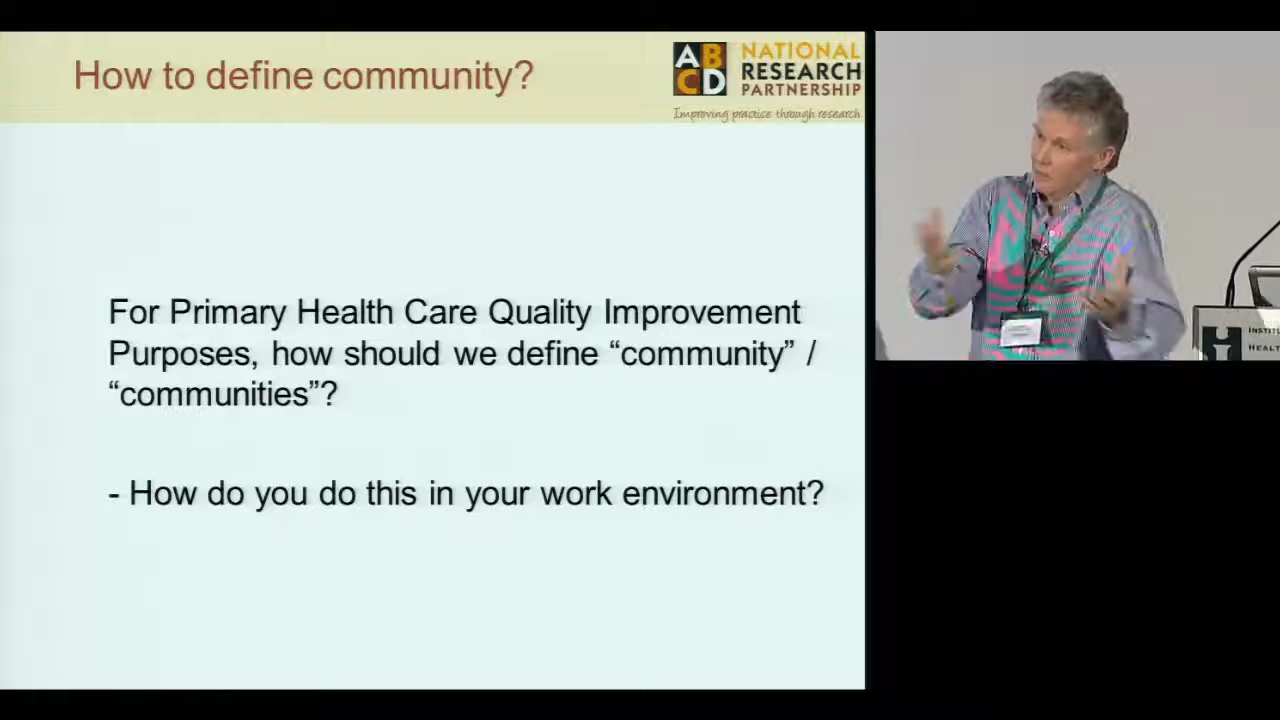 How to define community?
ABCD
NATIONAL
RESEARCH
PARTNERSHIP
Improving practice through research
For Primary Health Care Quality Improvement
Purposes, how should we define “community” /
“communities”?
- How do you do this in your work environment?